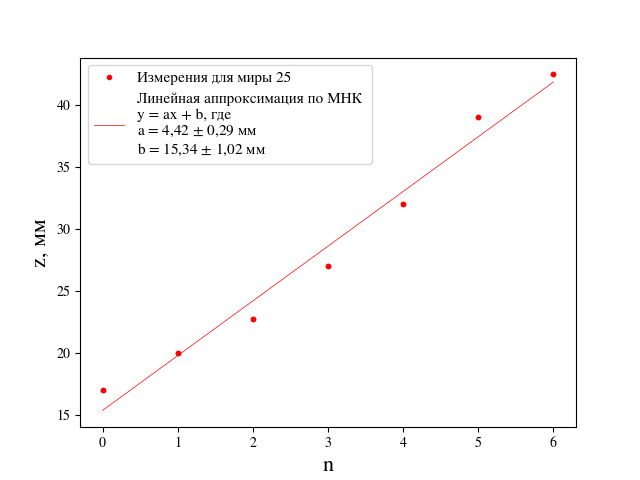 Измерения для миры 25
Линейная аппроксимация по МНК
y = ax + b, где
a = 4,42 ± 0,29 мм
b = 15,34 ± 1,02 мм
40
35
30
25
20
15
z, мм
0 1 2 3 4 5 6
n